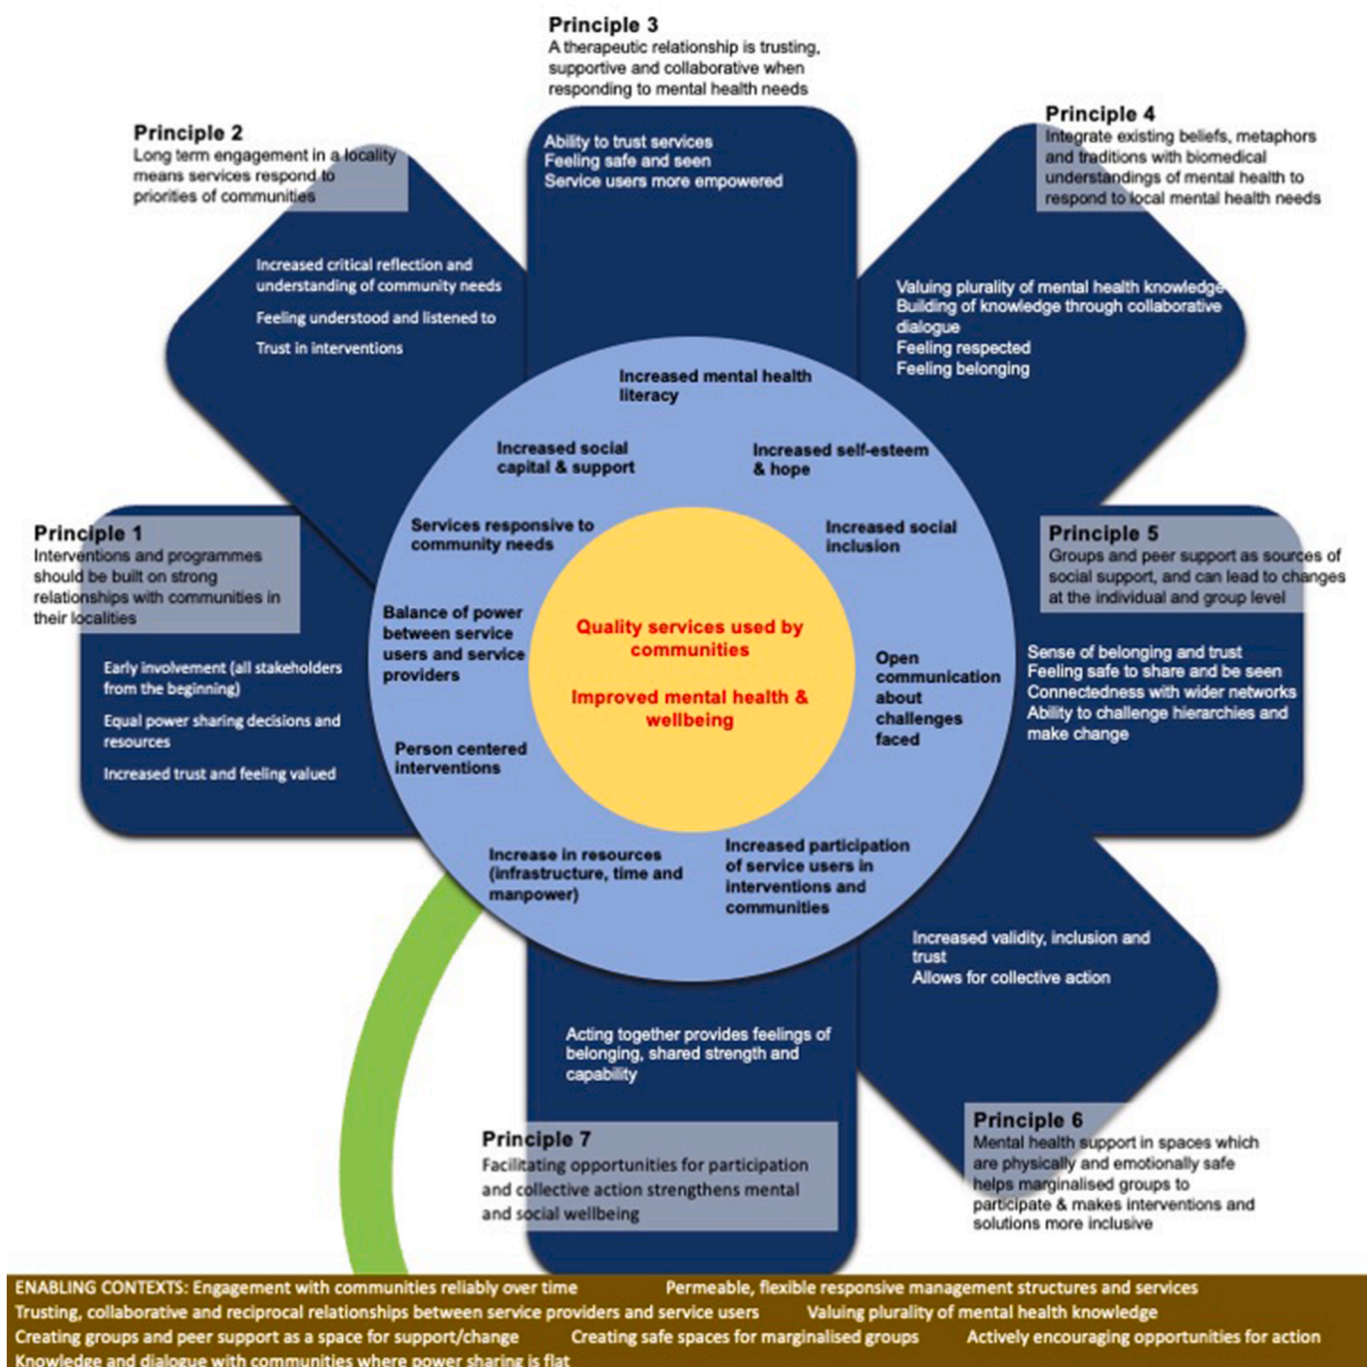 Principle 3
A therapeutic relationship is trusting,
supportive and collaborative when
responding to mental health needs
Ability to trust services
Feeling safe and seen
Service users more empowered
Principle 2
Long term engagement in a locality
means services respond to
priorities of communities
Increased critical reflection and
understanding of community needs
Feeling understood and listened to
Trust in interventions
Principle 4
Integrate existing beliefs, metaphors
and traditions with biomedical
understandings of mental health to
respond to local mental health needs
Valuing plurality of mental health knowledge
Building of knowledge through collaborative
dialogue
Feeling respected
Feeling belonging
Increased mental health
literacy
Increased social
capital & support
Increased self-esteem
& hope
Services responsive to
community needs
Increased social
inclusion
Balance of power
between service
users and service
providers
Open
communication
about
challenges
faced
Person centered
interventions
Increase in resources
(infrastructure, time and
manpower)
Increased participation
of service users in
interventions and
communities
Quality services used by
communities
Improved mental health &
wellbeing
Principle 1
Interventions and programmes
should be built on strong
relationships with communities in
their localities
Early involvement (all stakeholders
from the beginning)
Equal power sharing decisions and
resources
Increased trust and feeling valued
Principle 5
Groups and peer support as sources of
social support, and can lead to changes
at the individual and group level
Sense of belonging and trust
Feeling safe to share and be seen
Connectedness with wider networks
Ability to challenge hierarchies and
make change
Increased validity, inclusion and
trust
Allows for collective action
Principle 6
Mental health support in spaces which
are physically and emotionally safe
helps marginalised groups to
participate & makes interventions and
solutions more inclusive
Acting together provides feelings of
belonging, shared strength and
capability
Principle 7
Facilitating opportunities for participation
and collective action strengthens mental
and social wellbeing
ENABLING CONTEXTS: Engagement with communities reliably over time Permeable, flexible responsive management structures and services
Trusting, collaborative and reciprocal relationships between service providers and service users Valuing plurality of mental health knowledge
Creating groups and peer support as a space for support/change Creating safe spaces for marginalised groups Actively encouraging opportunities for action
Knowledge and dialogue with communities where power sharing is flat